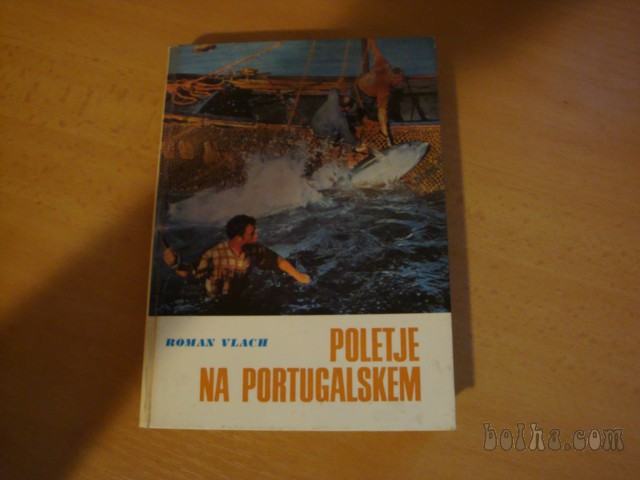 ROMAN VLACH
POLETJE
NA PORTUGALSKEM
bolha.com